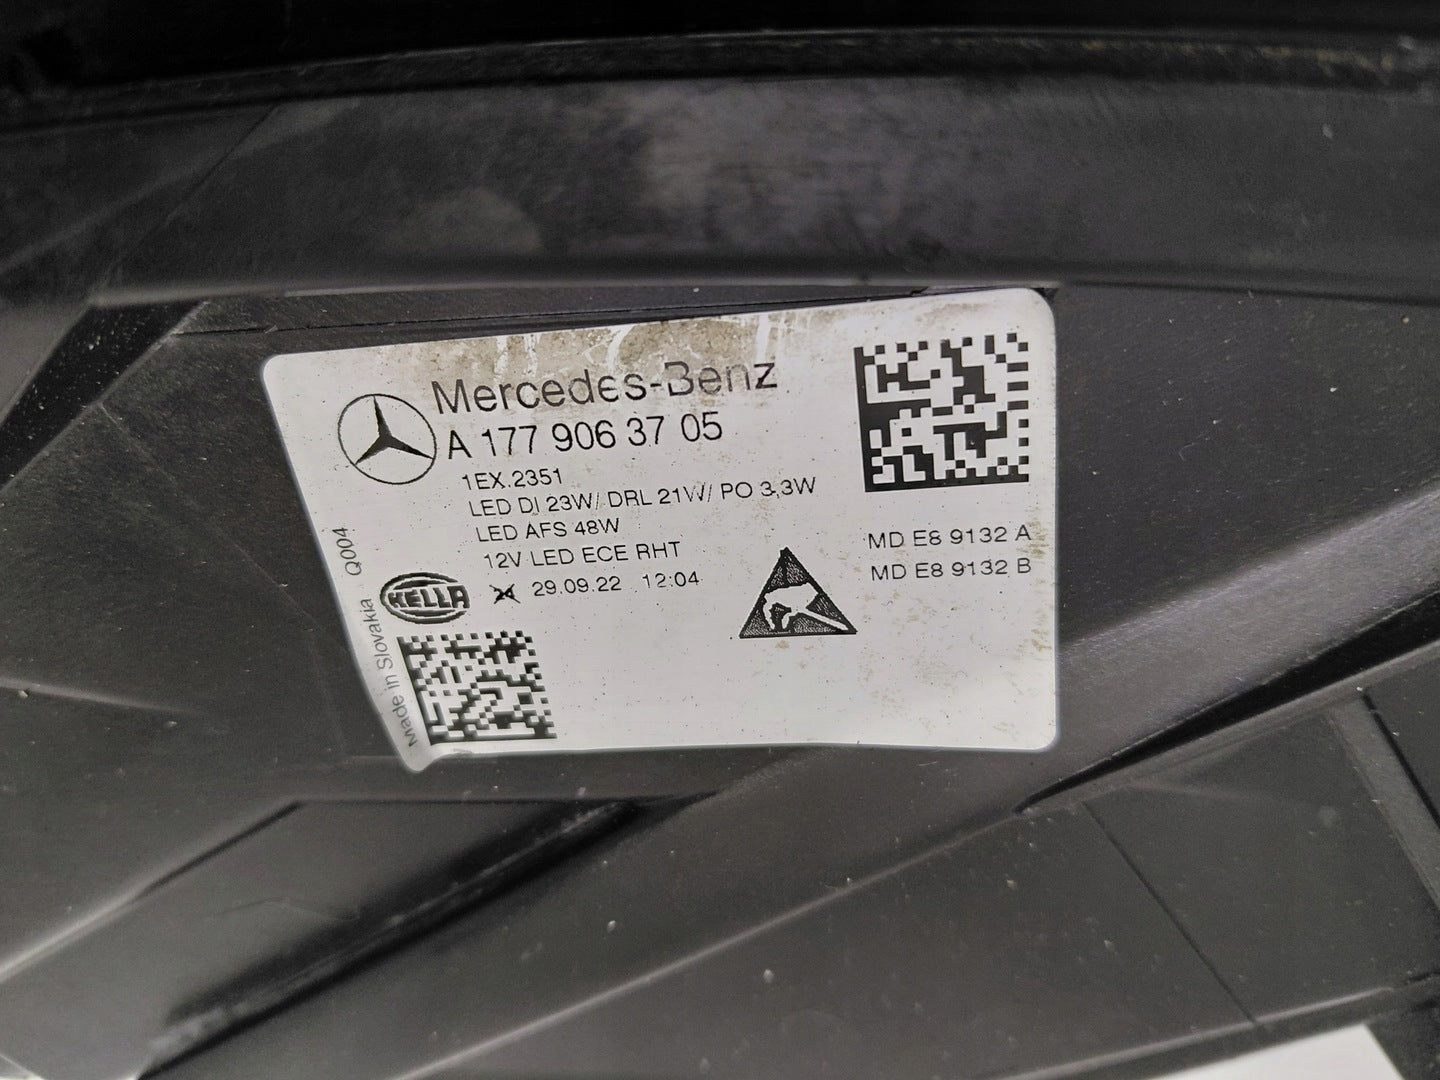 Mercedes-Benz
A 177 906 37 05
1EX.2351
LED DI 23W/ DRL 21W/ PO 3,3W
LED AFS 48W
12V LED ECE RHT
29.09.22 12:04
HELLA
Made in Slovakia Q004
MD E8 9132 A
MD E8 9132 B